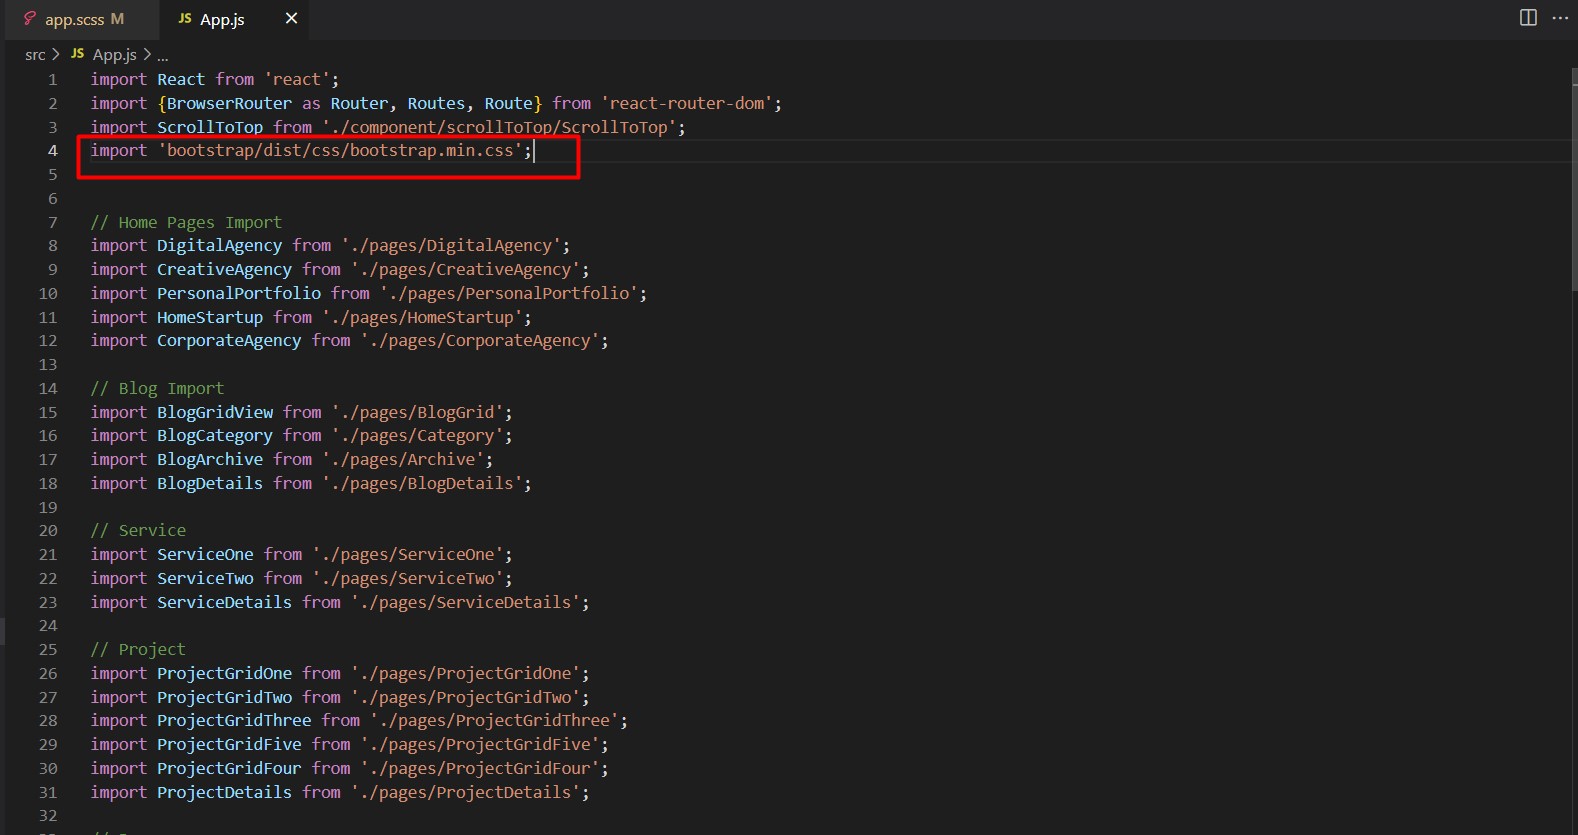 app.scss M
JS App.js ×
src > JS App.js > ...
1 import React from 'react';
2 import {BrowserRouter as Router, Routes, Route} from 'react-router-dom';
3 import ScrollToTop from './component/scrollToTop/ScrollToTop';
4 import 'bootstrap/dist/css/bootstrap.min.css';
5
6
7 // Home Pages Import
8 import DigitalAgency from './pages/DigitalAgency';
9 import CreativeAgency from './pages/CreativeAgency';
10 import PersonalPortfolio from './pages/PersonalPortfolio';
11 import HomeStartup from './pages/HomeStartup';
12 import CorporateAgency from './pages/CorporateAgency';
13
14 // Blog Import
15 import BlogGridView from './pages/BlogGrid';
16 import BlogCategory from './pages/Category';
17 import BlogArchive from './pages/Archive';
18 import BlogDetails from './pages/BlogDetails';
19
20 // Service
21 import ServiceOne from './pages/ServiceOne';
22 import ServiceTwo from './pages/ServiceTwo';
23 import ServiceDetails from './pages/ServiceDetails';
24
25 // Project
26 import ProjectGridOne from './pages/ProjectGridOne';
27 import ProjectGridTwo from './pages/ProjectGridTwo';
28 import ProjectGridThree from './pages/ProjectGridThree';
29 import ProjectGridFive from './pages/ProjectGridFive';
30 import ProjectGridFour from './pages/ProjectGridFour';
31 import ProjectDetails from './pages/ProjectDetails';
32